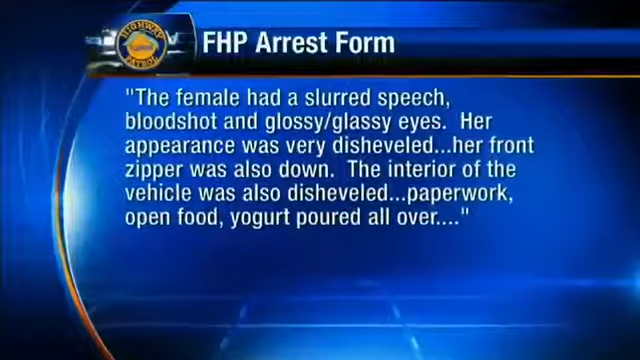 HIGHWAY
PATROL
FHP Arrest Form
"The female had a slurred speech,
bloodshot and glossy/glassy eyes.  Her
appearance was very disheveled...her front
zipper was also down.  The interior of the
vehicle was also disheveled...paperwork,
open food, yogurt poured all over...."